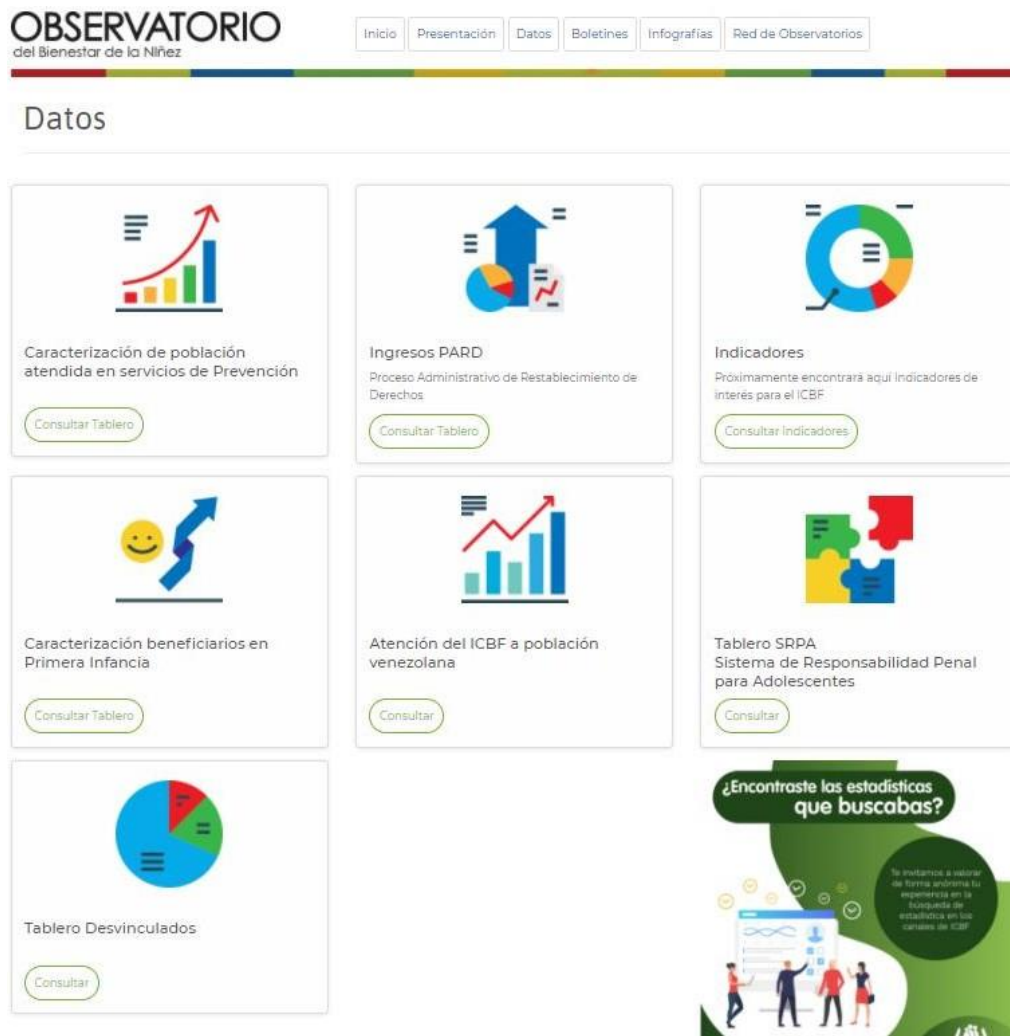 OBSERVATORIO
del Bienestar de la Niñez
Inicio
Presentación
Datos
Boletines
Infografías
Red de Observatorios
Datos
Caracterización de población
atendida en servicios de Prevención
Consultar Tablero
Ingresos PARD
Proceso Administrativo de Restablecimiento de
Derechos
Consultar Tablero
Indicadores
Próximamente encontrará aquí indicadores de
interés para el ICBF
Consultar Indicadores
Caracterización beneficiarios en
Primera Infancia
Consultar Tablero
Atención del ICBF a población
venezolana
Consultar
Tablero SRPA
Sistema de Responsabilidad Penal
para Adolescentes
Consultar
Tablero Desvinculados
Consultar
¿Encontraste las estadísticas
que buscabas?
Te invitamos a valorar
de forma anónima tu
experiencia en la
búsqueda de
estadística en los
canales de ICBF